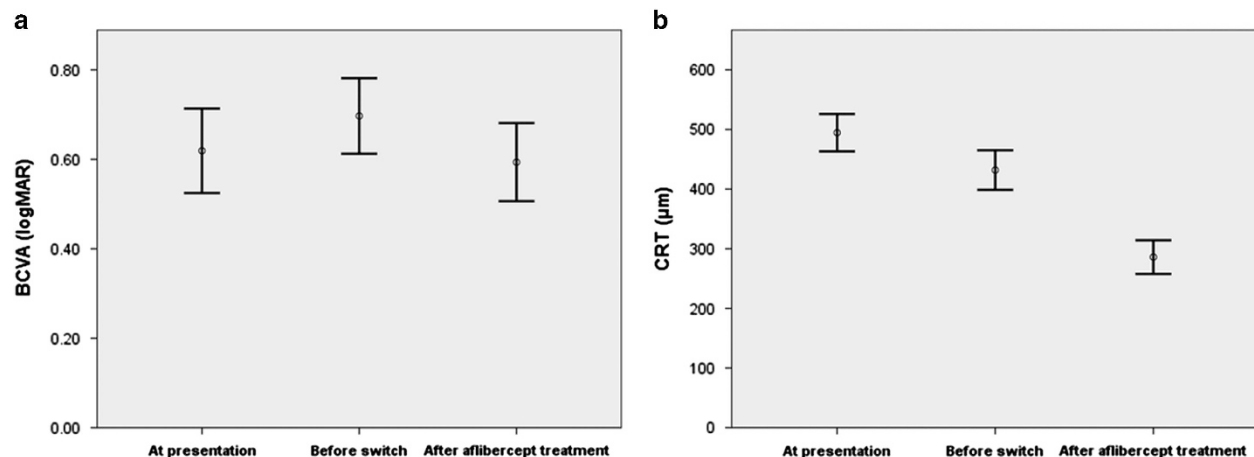 a
BCVA (logMAR)
0.80
0.60
0.40
0.20
0.00
At presentation
Before switch
After aflibercept treatment
b
CRT (µm)
600
500
400
300
200
100
0
At presentation
Before switch
After aflibercept treatment